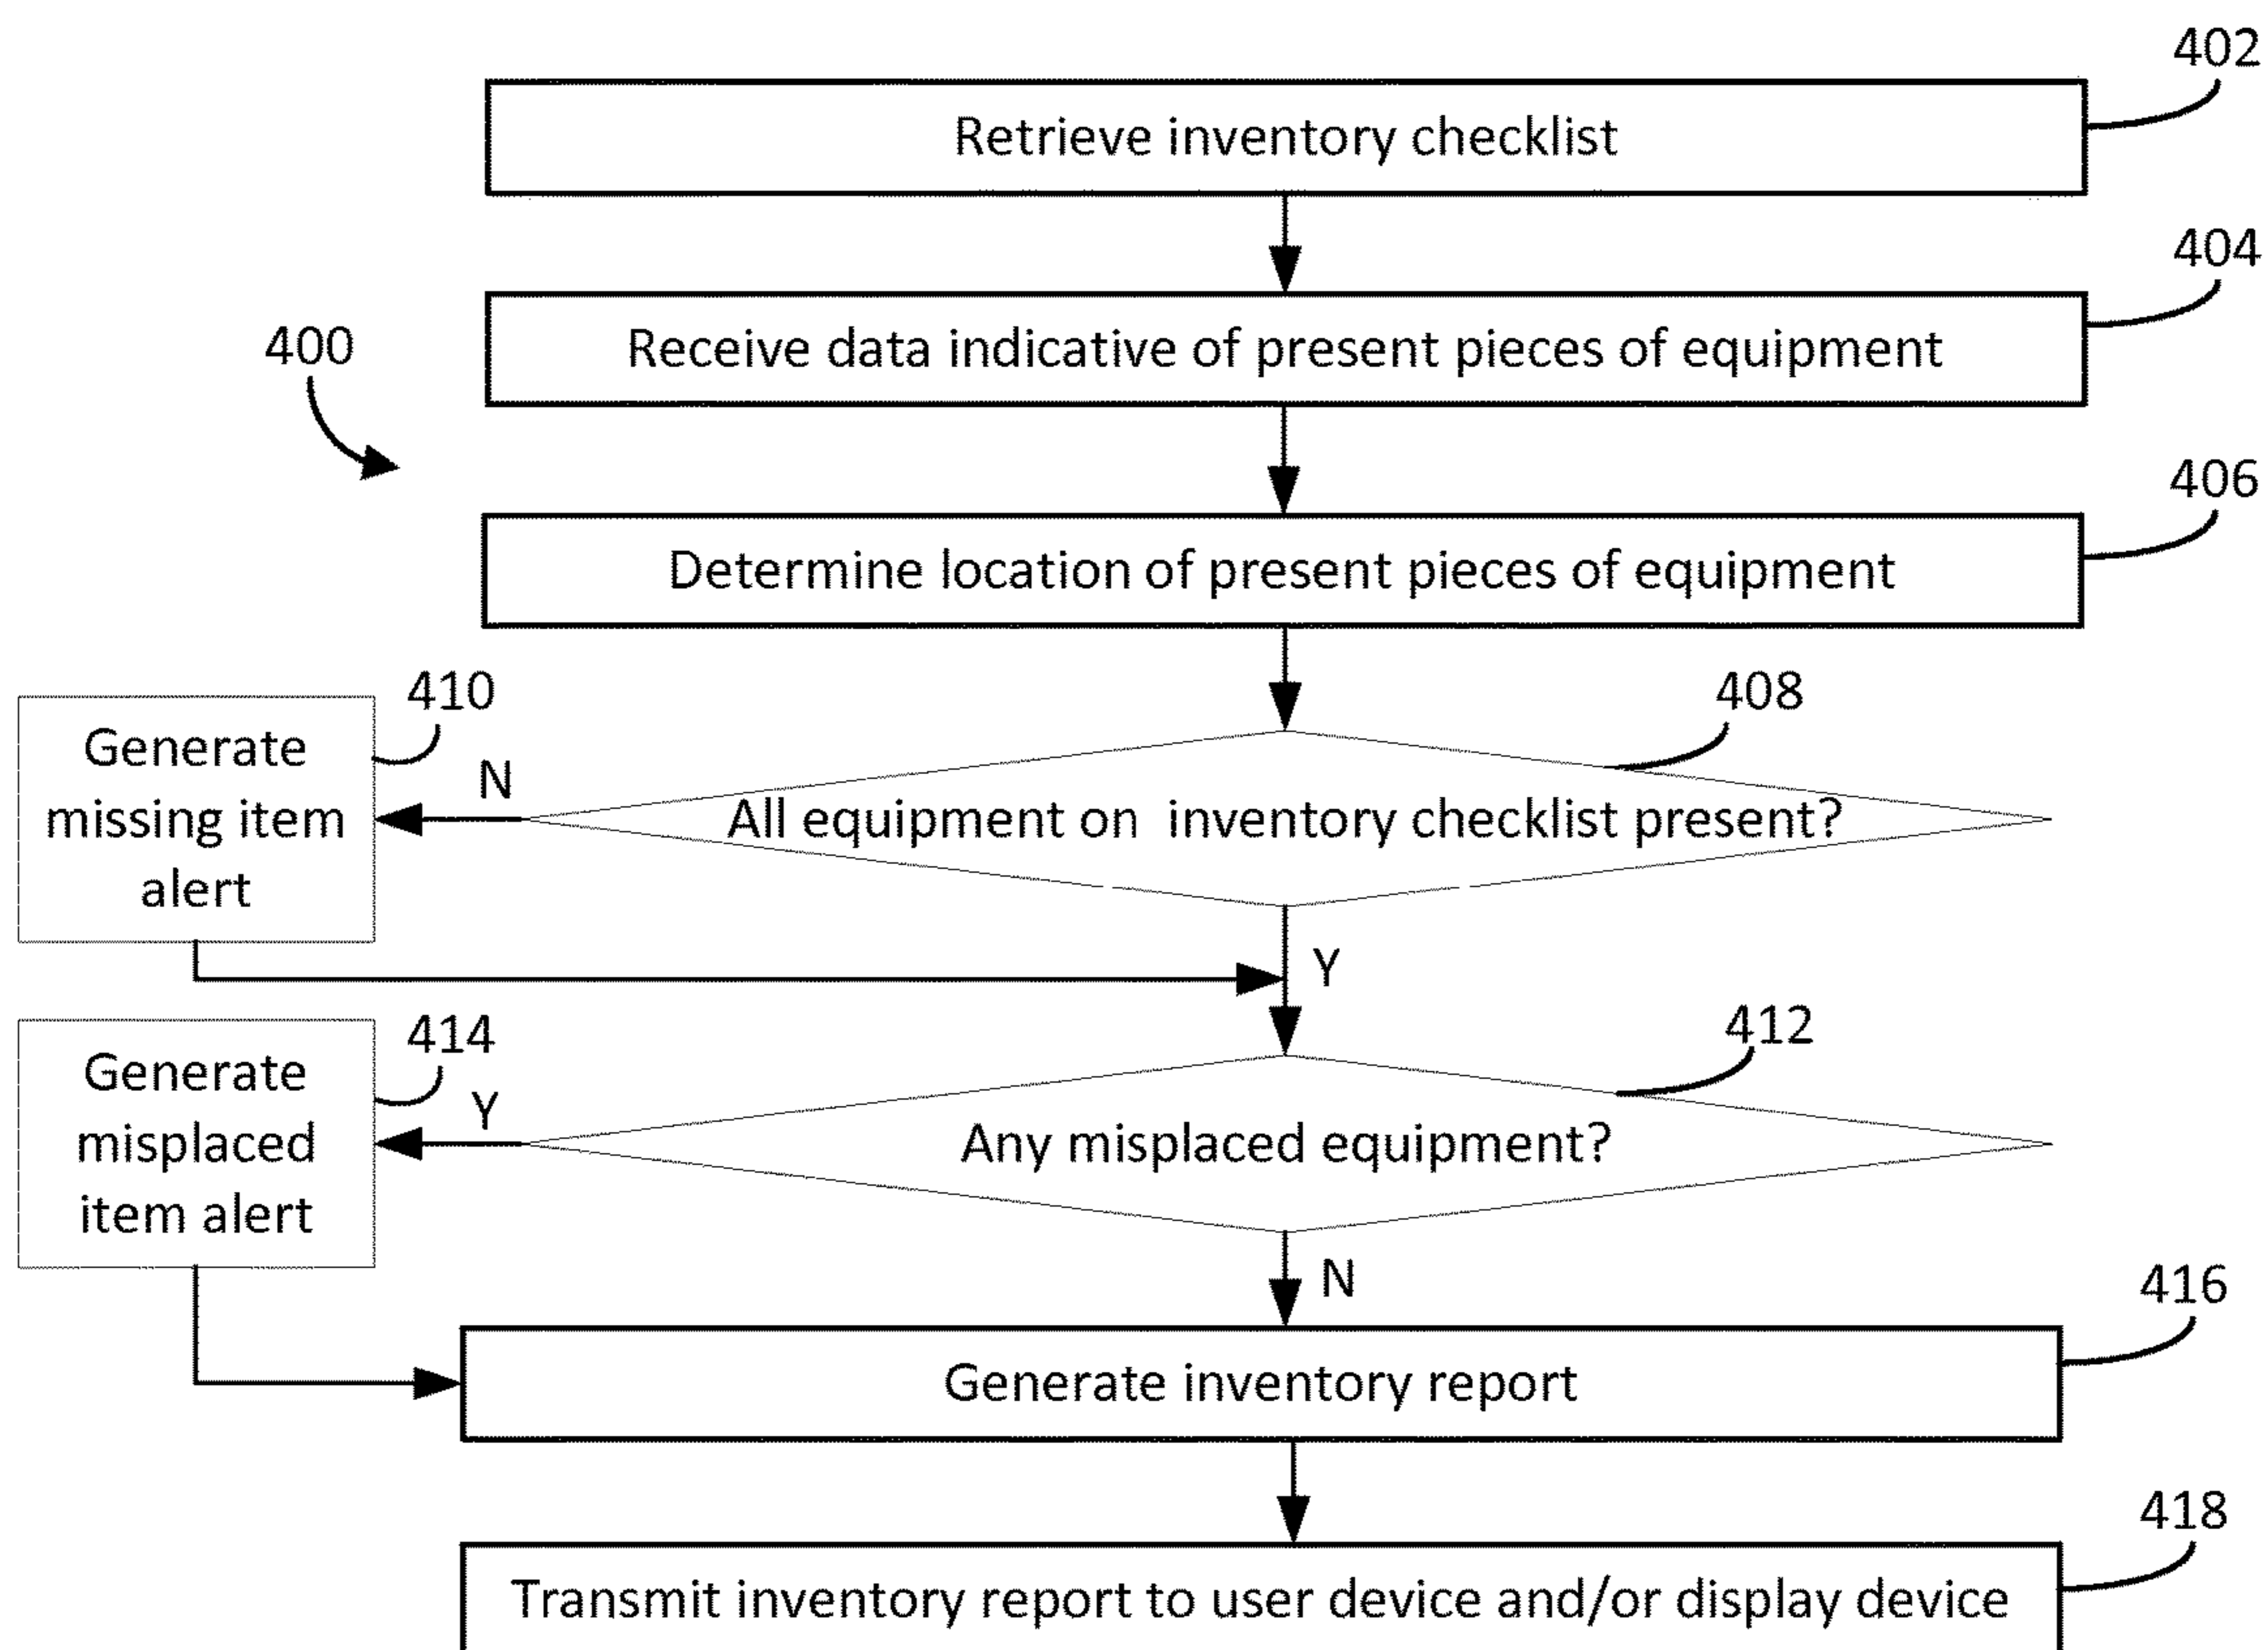 402
Retrieve inventory checklist
404
Receive data indicative of present pieces of equipment
400
406
Determine location of present pieces of equipment
410
408
Generate
missing item
alert
N
All equipment on inventory checklist present?
Y
414
412
Generate
misplaced
item alert
Y
Any misplaced equipment?
N
416
Generate inventory report
418
Transmit inventory report to user device and/or display device